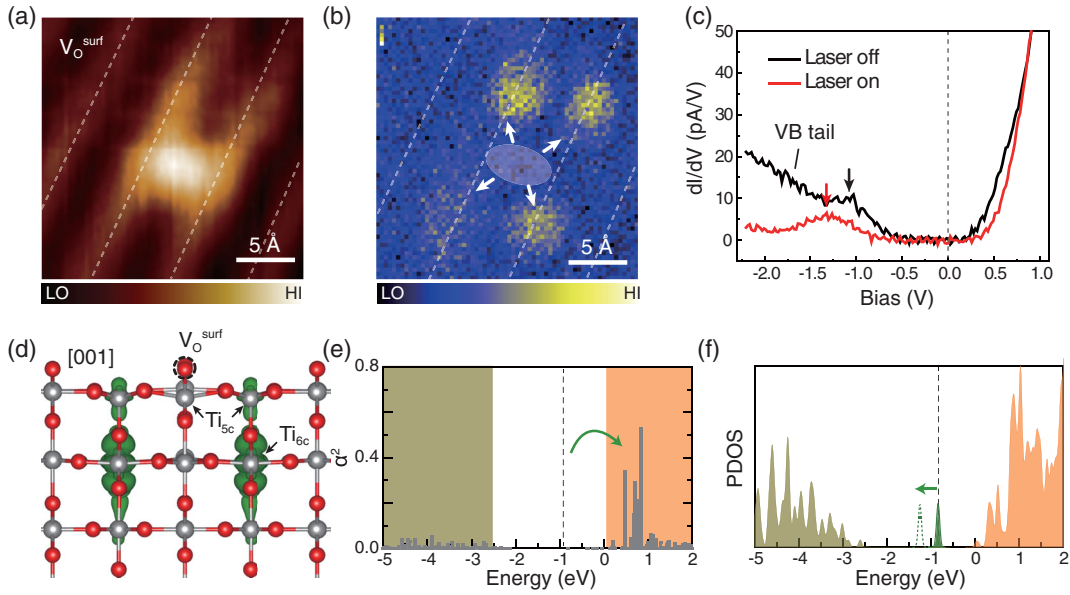 (a)
V_O^surf
5 Å
LO HI
(b)
5 Å
LO HI
(c)
50
40
30
20
10
0
dI/dV (pA/V)
Laser off
Laser on
VB tail
-2.0 -1.5 -1.0 -0.5 0.0 0.5 1.0
Bias (V)
(d)
[001]
V_O^surf
Ti_5c
Ti_6c
(e)
0.8
0.4
0.0
α²
-5 -4 -3 -2 -1 0 1 2
Energy (eV)
(f)
PDOS
-5 -4 -3 -2 -1 0 1 2
Energy (eV)